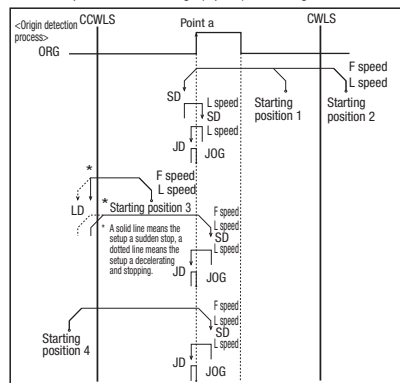 <Origin detection process>
CCWLS
Point a
CWLS
ORG
F speed
L speed
SD
L speed
SD
Starting position 1
Starting position 2
L speed
JD
JOG
*
F speed
L speed
LD
*
Starting position 3
F speed
L speed
SD
* A solid line means the
setup a sudden stop, a
dotted line means the
setup a decelerating
and stopping.
L speed
JD
JOG
F speed
L speed
SD
Starting
position 4
L speed
JD
JOG